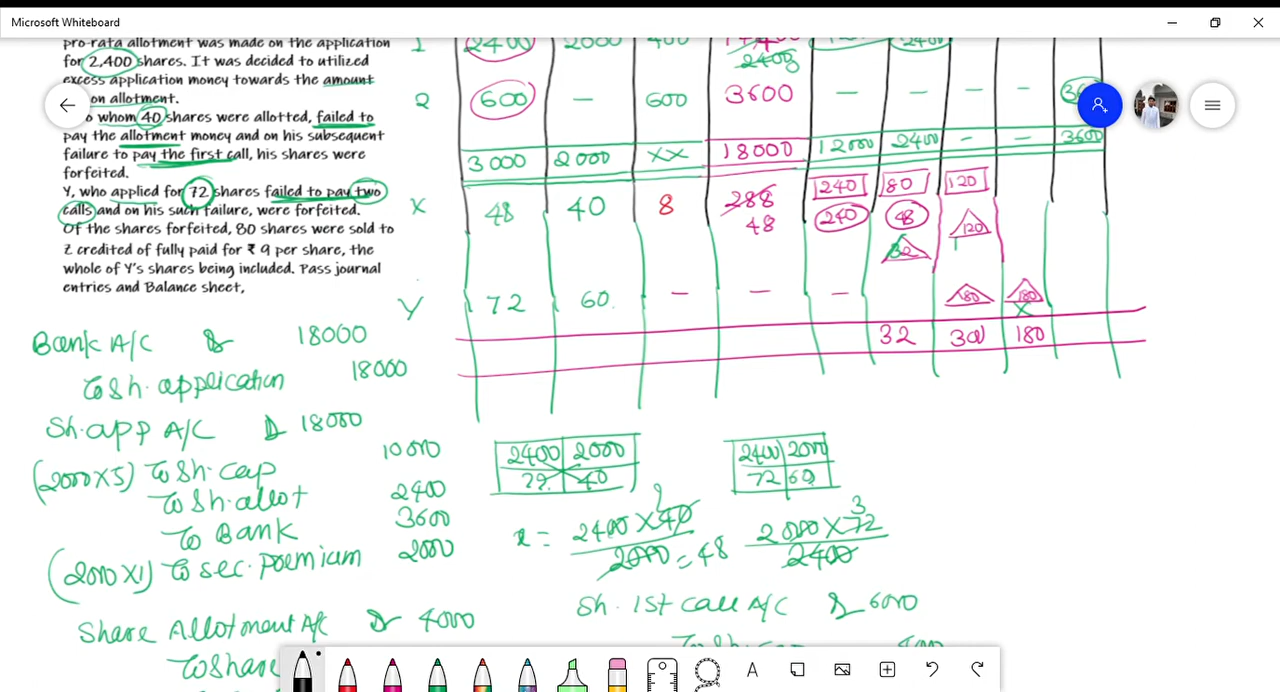 Microsoft Whiteboard
pro-rata allotment was made on the application
for 2,400 shares. It was decided to utilized
excess application money towards the amount
on allotment.
whom 40 shares were allotted, failed to
pay the allotment money and on his subsequent
failure to pay the first call, his shares were
forfeited.
Y, who applied for 72 shares failed to pay two
calls and on his such failure, were forfeited.
Of the shares forfeited, 80 shares were sold to
Z credited of fully paid for ₹ 9 per share, the
whole of Y's shares being included. Pass journal
entries and Balance sheet,
1 2400 2000 400 2400
2 600 - 600 3600 - - - -
3000 2000 XX 18000 12000 2400 - - 3600
240 80 120
X 48 40 8 288 240 48 120
48
32
Y 72 60 - - - 180 180
X
32 300 180
Bank A/C 18000
To Sh. application 18000
Sh. app A/C 18000
(2000 X 5) To Sh. cap 10000
To Sh. allot 2400
To Bank 3600
(2000 X 1) To sec. premium 2000
Share Allotment A/c 4000
To Share
2400 2000
72 40
x = 2400 X 40 / 2000 = 48
2400 2000
72 60
2000 X 72 / 2400
3
Sh. 1st Call A/C 6000
A